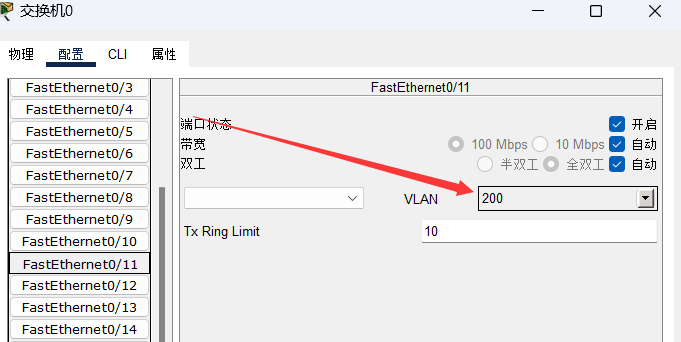 交换机0
物理 配置 CLI 属性
FastEthernet0/3
FastEthernet0/4
FastEthernet0/5
FastEthernet0/6
FastEthernet0/7
FastEthernet0/8
FastEthernet0/9
FastEthernet0/10
FastEthernet0/11
FastEthernet0/12
FastEthernet0/13
FastEthernet0/14
FastEthernet0/11
端口状态 开启
带宽 100 Mbps 10 Mbps 自动
双工 半双工 全双工 自动
VLAN 200
Tx Ring Limit 10